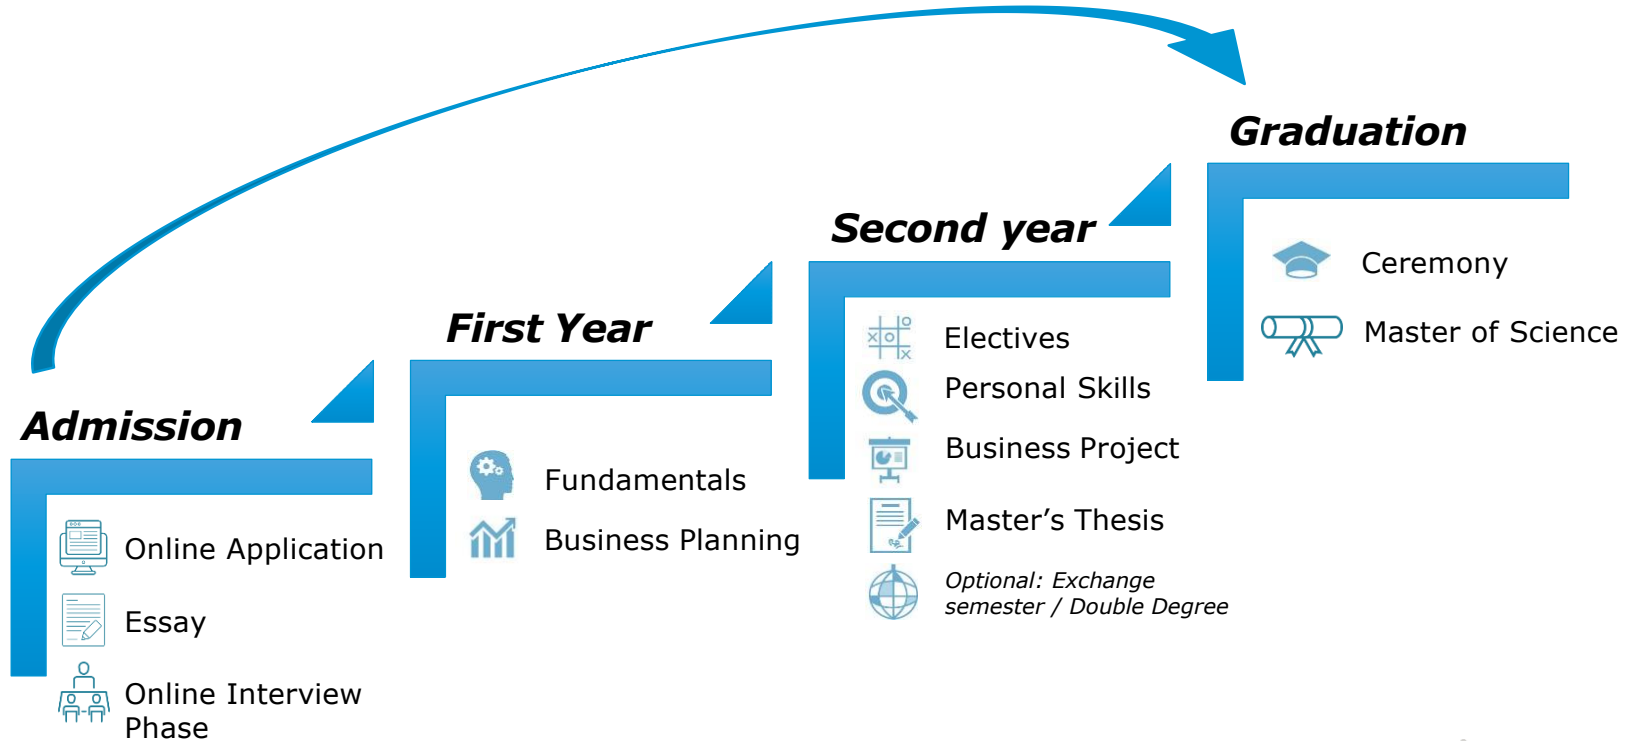 Admission
Online Application
Essay
Online Interview
Phase
First Year
Fundamentals
Business Planning
Second year
Electives
Personal Skills
Business Project
Master’s Thesis
Optional: Exchange
semester / Double Degree
Graduation
Ceremony
Master of Science